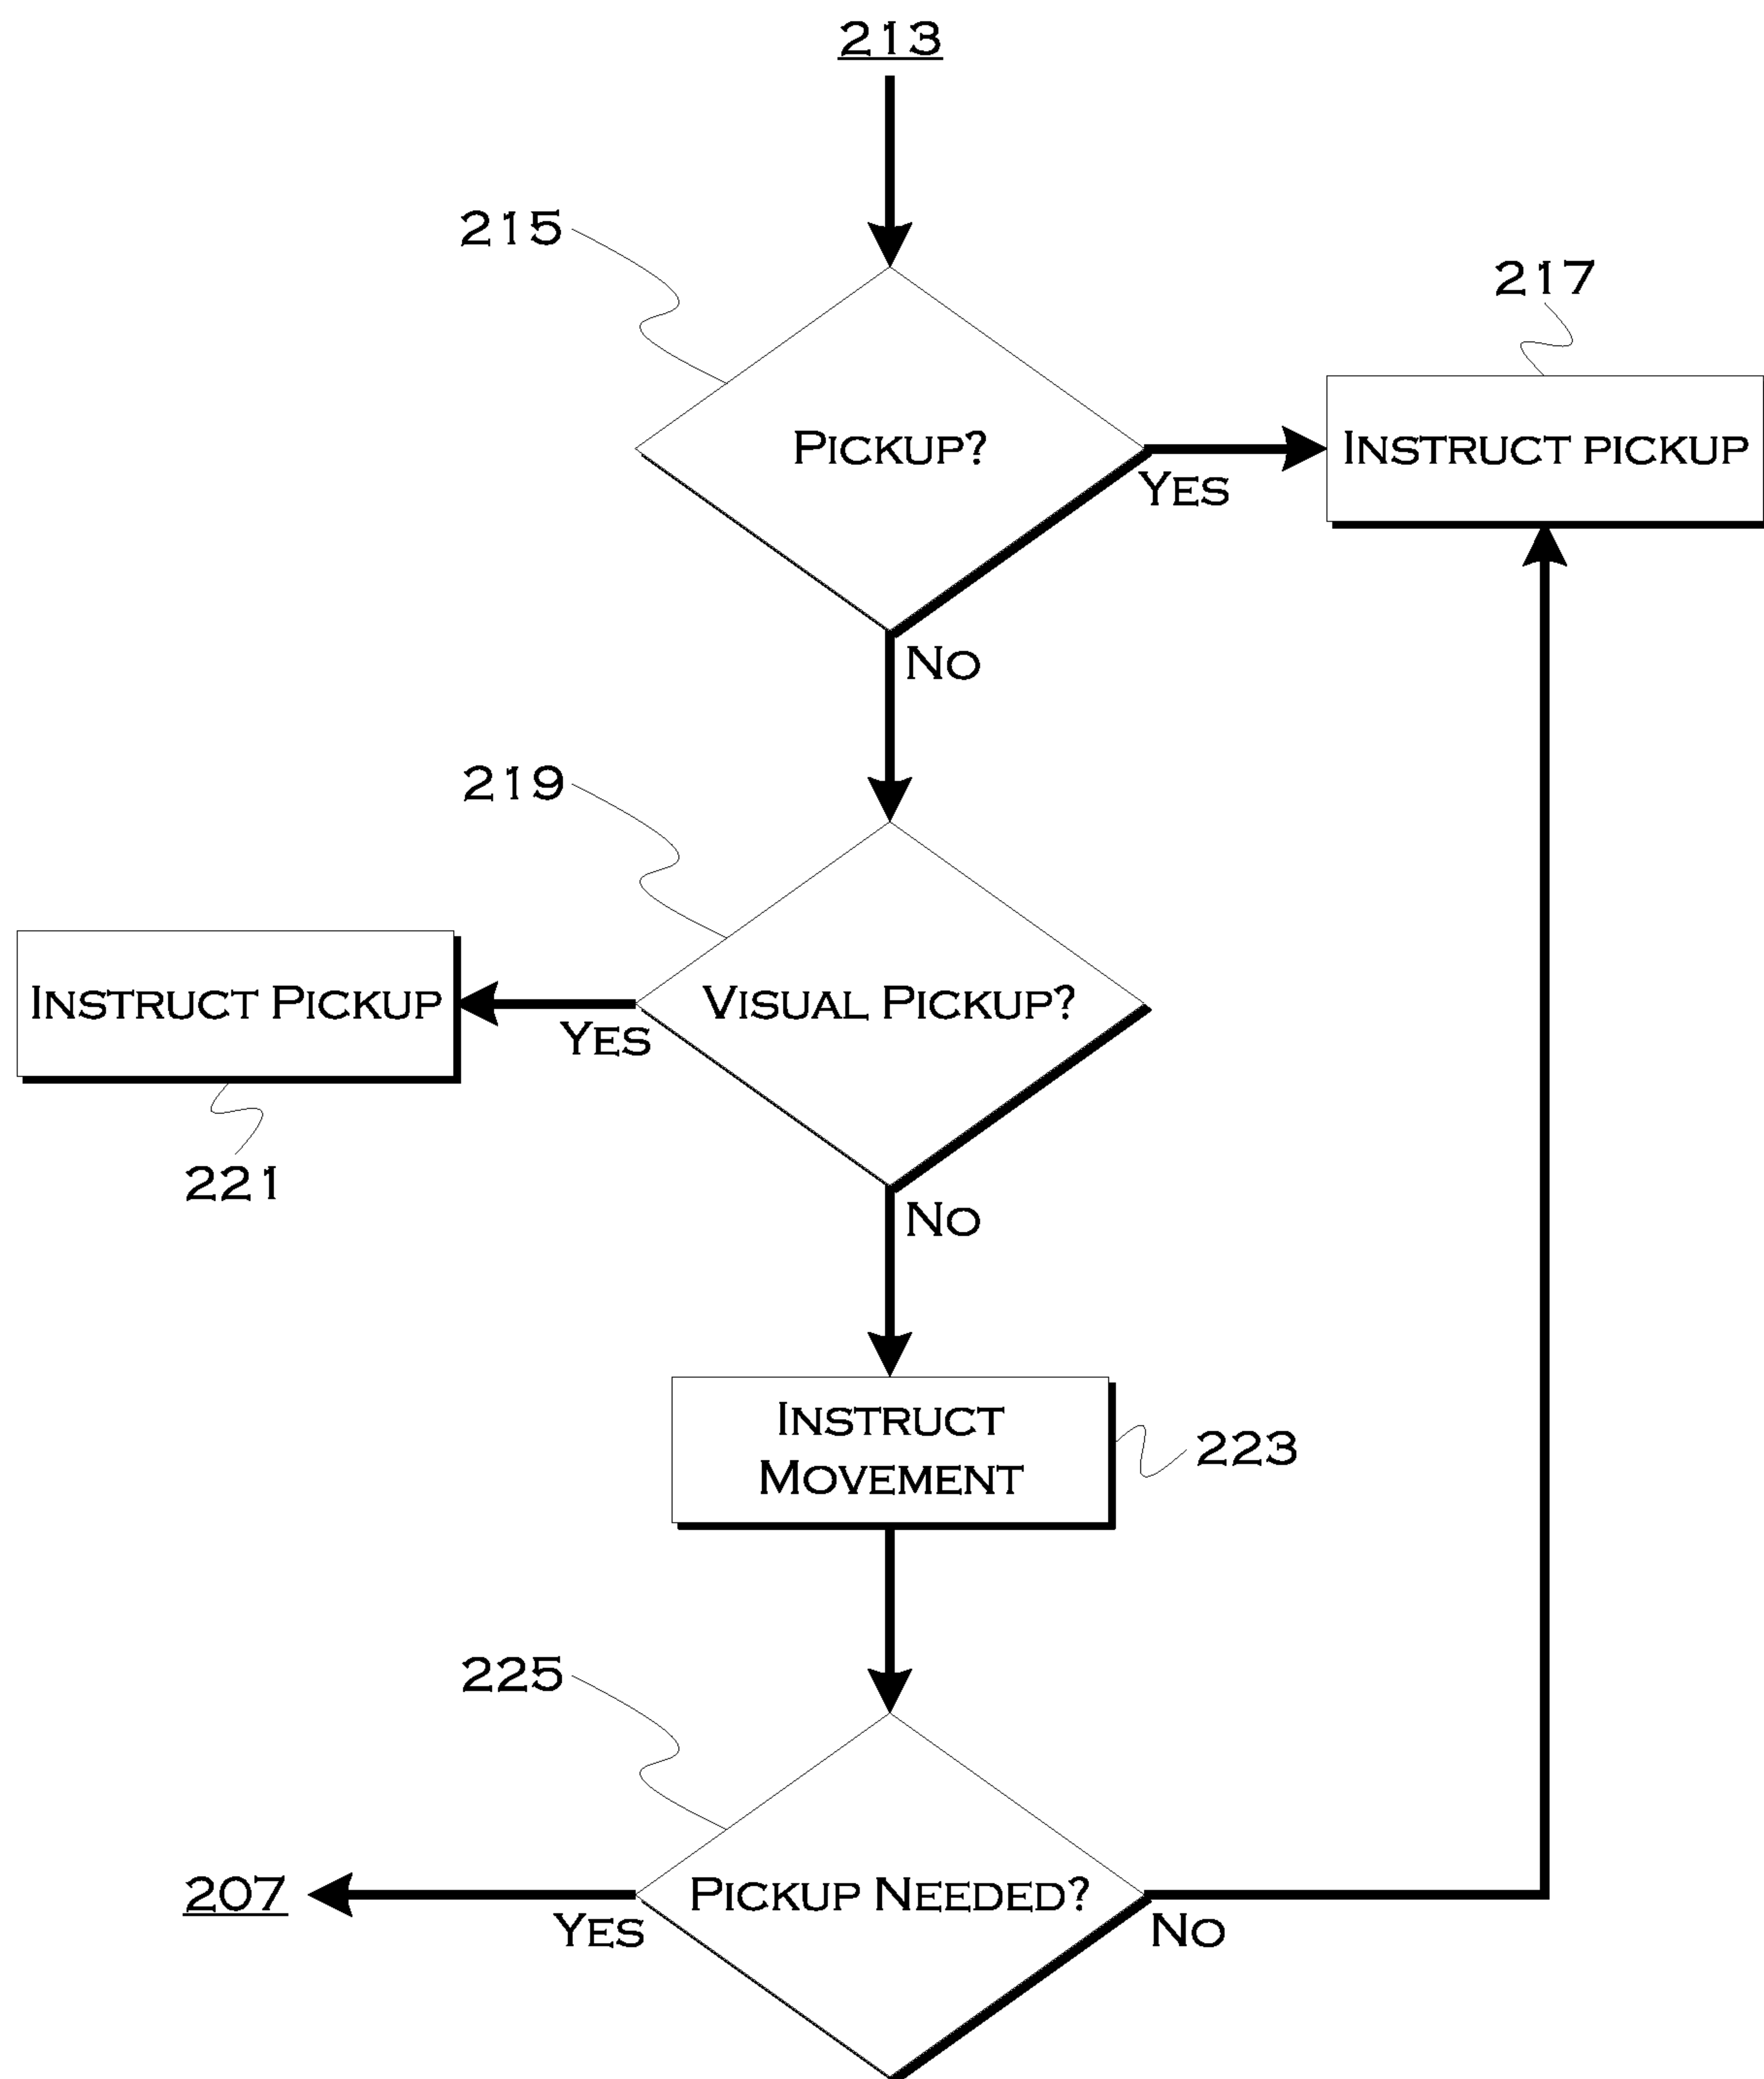 213
215
217
PICKUP?
INSTRUCT PICKUP
YES
NO
219
INSTRUCT PICKUP
VISUAL PICKUP?
YES
221
NO
INSTRUCT
MOVEMENT
223
225
207
PICKUP NEEDED?
YES
NO